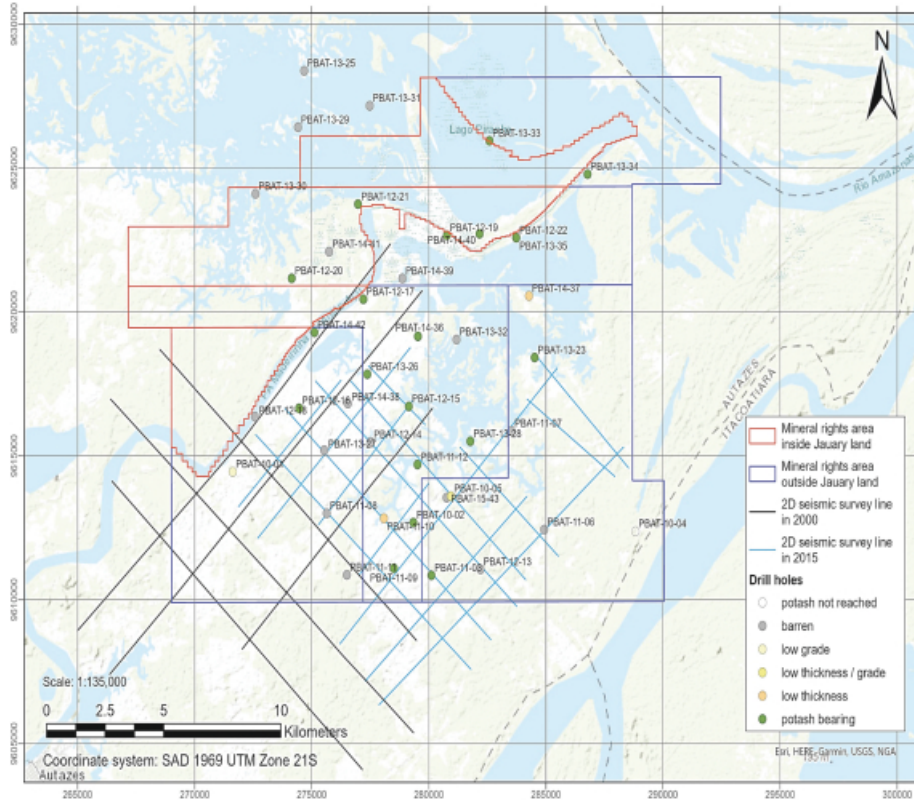 N
9630000
9625000
9620000
9615000
9610000
9605000
PBAT-13-25
PBAT-13-31
PBAT-13-29
Lago
PBAT-13-33
PBAT-13-34
PBAT-13-30
PBAT-12-21
PBAT-12-19
PBAT-14-40
PBAT-12-22
PBAT-13-35
PBAT-14-41
PBAT-12-20
PBAT-14-39
PBAT-12-17
PBAT-14-37
PBAT-14-42
PBAT-14-36
PBAT-13-32
PBAT-13-23
PBAT-13-26
PBAT-12-16
PBAT-14-38
PBAT-12-15
PBAT-12-18
PBAT-11-07
PBAT-13-27
PBAT-12-14
PBAT-13-28
PBAT-11-12
PBAT-10-01
PBAT-10-05
PBAT-15-43
PBAT-11-08
PBAT-10-02
PBAT-11-10
PBAT-11-06
PBAT-10-04
PBAT-11-11
PBAT-11-09
PBAT-11-08
PBAT-12-13
Rio Amazonas
AUTAZES
ITACOATIARA
Mineral rights area
inside Jauary land
Mineral rights area
outside Jauary land
2D seismic survey line
in 2000
2D seismic survey line
in 2015
Drill holes
potash not reached
barren
low grade
low thickness / grade
low thickness
potash bearing
Scale: 1:135,000
0 2.5 5 10
Kilometers
Coordinate system: SAD 1969 UTM Zone 21S
Autazes
Esri, HERE, Garmin, USGS, NGA
195 m
265000 270000 275000 280000 285000 290000 295000 300000